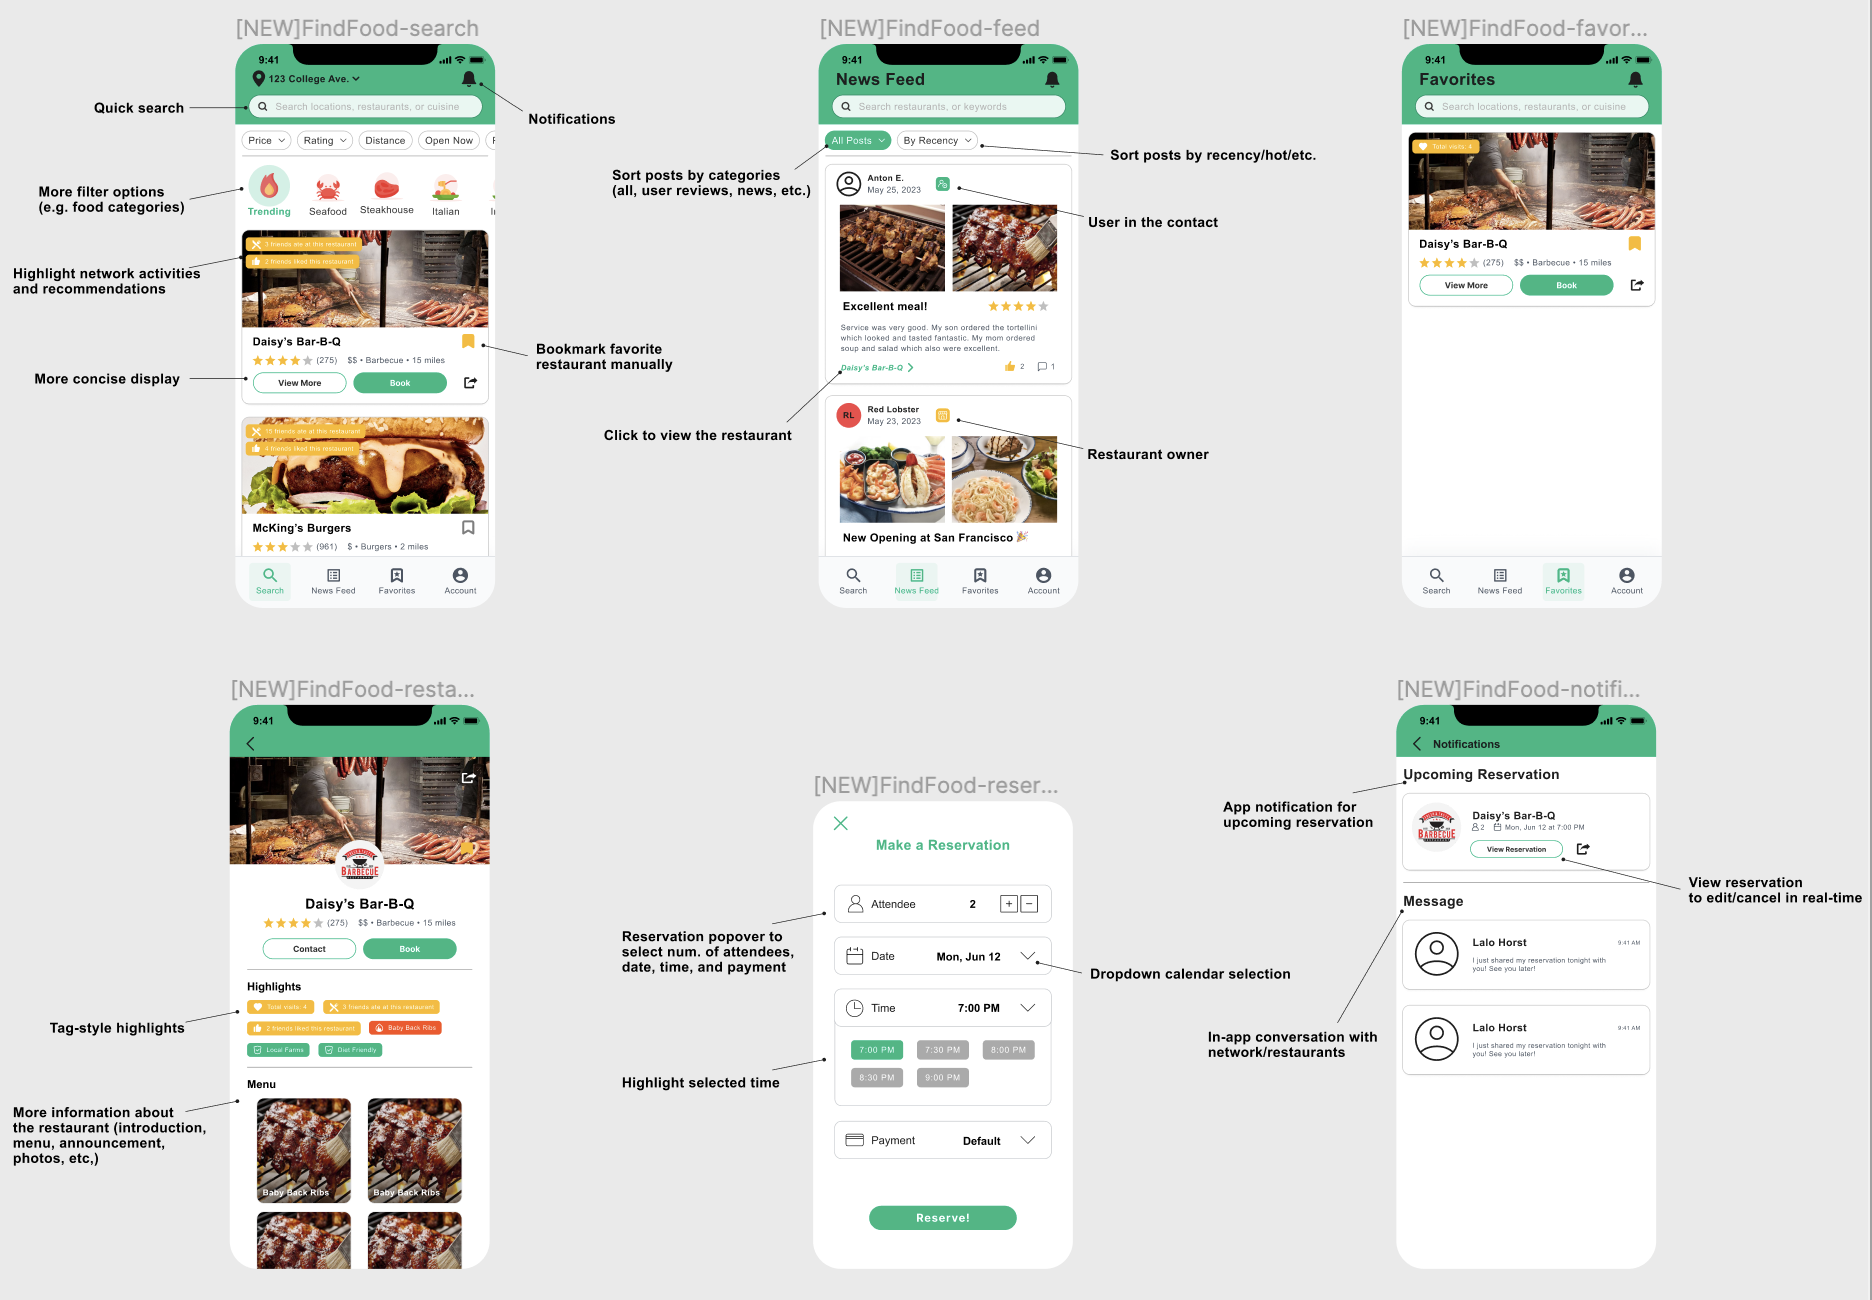 [NEW]FindFood-search
9:41
123 College Ave.
Search locations, restaurants, or cuisine
Price
Rating
Distance
Open Now
Trending
Seafood
Steakhouse
Italian
3 friends ate at this restaurant
2 friends liked this restaurant
Daisy's Bar-B-Q
(275)
$$ • Barbecue • 15 miles
View More
Book
15 friends ate at this restaurant
4 friends liked this restaurant
McKing's Burgers
(961)
$ • Burgers • 2 miles
Search
News Feed
Favorites
Account
Quick search
Notifications
More filter options
(e.g. food categories)
Highlight network activities
and recommendations
Bookmark favorite
restaurant manually
More concise display
[NEW]FindFood-feed
9:41
News Feed
Search restaurants, or keywords
All Posts
By Recency
Anton E.
May 25, 2023
Excellent meal!
Service was very good. My son ordered the tortellini
which looked and tasted fantastic. My mom ordered
soup and salad which also were excellent.
Daisy's Bar-B-Q
2
1
RL
Red Lobster
May 23, 2023
New Opening at San Francisco 🎉
Search
News Feed
Favorites
Account
Sort posts by categories
(all, user reviews, news, etc.)
Sort posts by recency/hot/etc.
User in the contact
Click to view the restaurant
Restaurant owner
[NEW]FindFood-favor...
9:41
Favorites
Search locations, restaurants, or cuisine
Total visits: 4
Daisy's Bar-B-Q
(275)
$$ • Barbecue • 15 miles
View More
Book
Search
News Feed
Favorites
Account
[NEW]FindFood-resta...
9:41
BARBECUE
Daisy's Bar-B-Q
(275)
$$ • Barbecue • 15 miles
Contact
Book
Highlights
Total visits: 4
3 friends ate at this restaurant
2 friends liked this restaurant
Baby Back Ribs
Local Farms
Diet Friendly
Menu
Baby Back Ribs
Baby Back Ribs
Tag-style highlights
More information about
the restaurant (introduction,
menu, announcement,
photos, etc,)
[NEW]FindFood-reser...
Make a Reservation
Attendee
2
+
−
Date
Mon, Jun 12
Time
7:00 PM
7:00 PM
7:30 PM
8:00 PM
8:30 PM
9:00 PM
Payment
Default
Reserve!
Reservation popover to
select num. of attendees,
date, time, and payment
Dropdown calendar selection
Highlight selected time
[NEW]FindFood-notifi...
9:41
Notifications
Upcoming Reservation
BARBECUE
Daisy's Bar-B-Q
2
Mon, Jun 12 at 7:00 PM
View Reservation
Message
Lalo Horst
9:41 AM
I just shared my reservation tonight with
you! See you later!
Lalo Horst
9:41 AM
I just shared my reservation tonight with
you! See you later!
App notification for
upcoming reservation
View reservation
to edit/cancel in real-time
In-app conversation with
network/restaurants